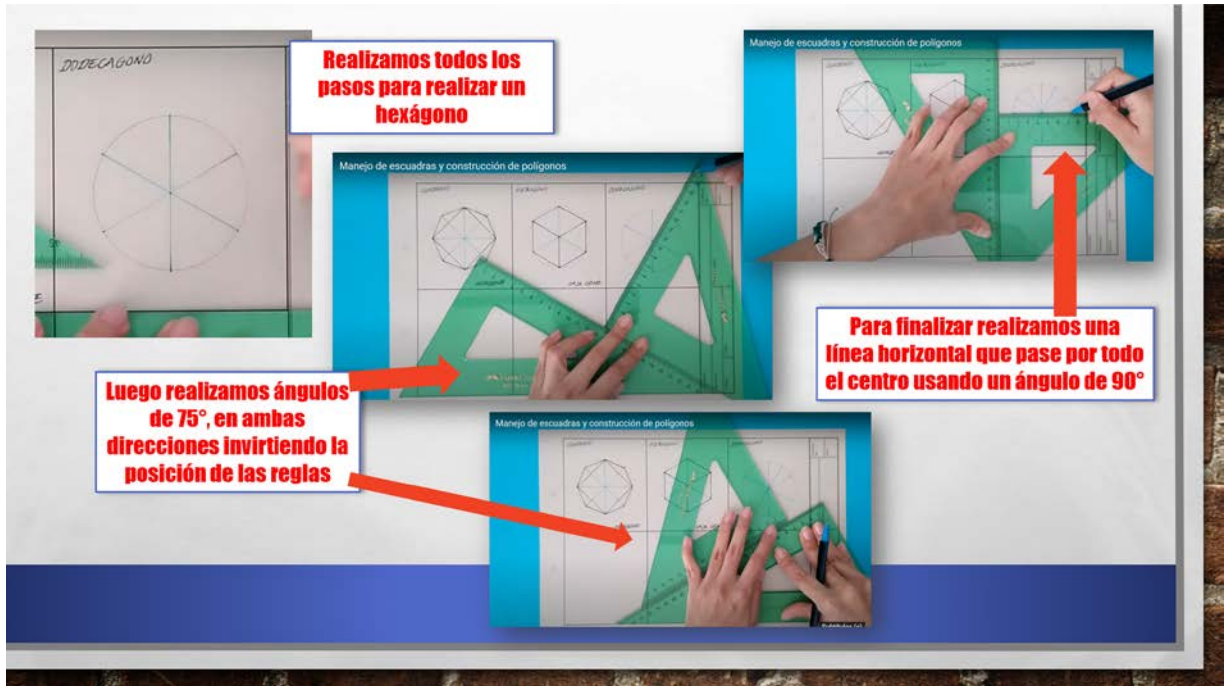 DODECAGONO
Realizamos todos los
pasos para realizar un
hexágono
Manejo de escuadras y construcción de polígonos
Manejo de escuadras y construcción de polígonos
Para finalizar realizamos una
línea horizontal que pase por todo
el centro usando un ángulo de 90°
Luego realizamos ángulos
de 75°, en ambas
direcciones invirtiendo la
posición de las reglas
Manejo de escuadras y construcción de polígonos